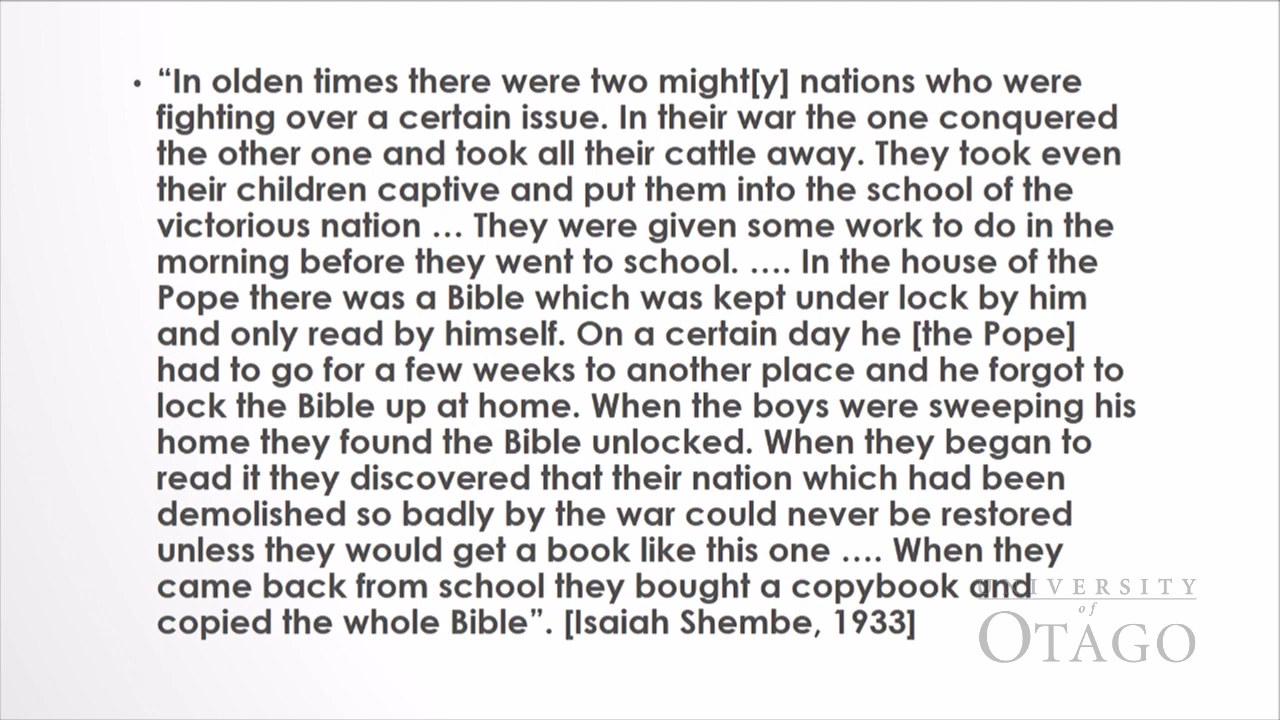 • “In olden times there were two might[y] nations who were
fighting over a certain issue. In their war the one conquered
the other one and took all their cattle away. They took even
their children captive and put them into the school of the
victorious nation … They were given some work to do in the
morning before they went to school. …. In the house of the
Pope there was a Bible which was kept under lock by him
and only read by himself. On a certain day he [the Pope]
had to go for a few weeks to another place and he forgot to
lock the Bible up at home. When the boys were sweeping his
home they found the Bible unlocked. When they began to
read it they discovered that their nation which had been
demolished so badly by the war could never be restored
unless they would get a book like this one …. When they
came back from school they bought a copybook and
copied the whole Bible”. [Isaiah Shembe, 1933]
UNIVERSITY
of
OTAGO